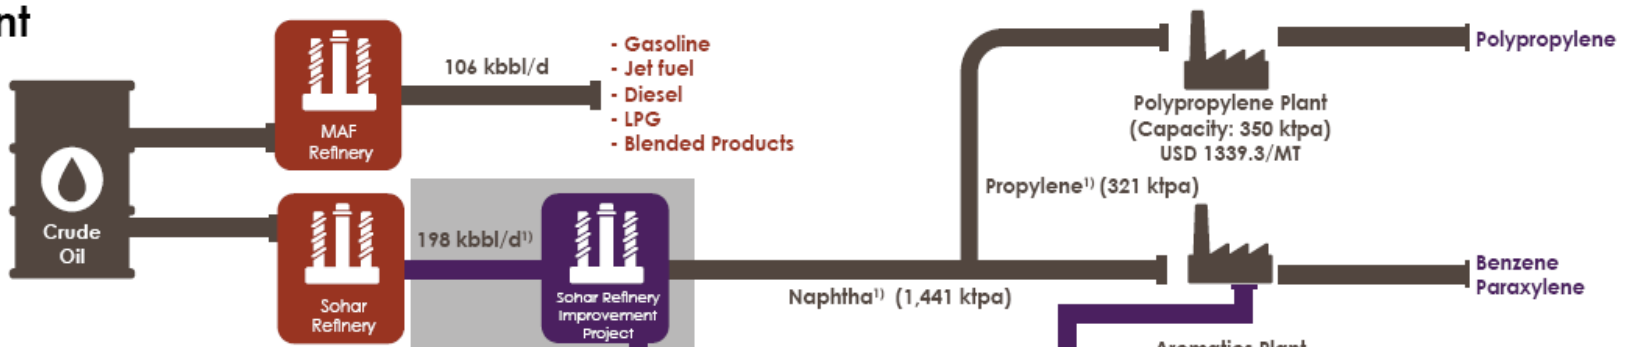 nt
Crude
Oil
MAF
Refinery
106 kbbl/d
- Gasoline
- Jet fuel
- Diesel
- LPG
- Blended Products
Sohar
Refinery
198 kbbl/d¹⁾
Sohar Refinery
Improvement
Project
Naphtha¹⁾ (1,441 ktpa)
Propylene¹⁾ (321 ktpa)
Polypropylene Plant
(Capacity: 350 ktpa)
USD 1339.3/MT
Polypropylene
Benzene
Paraxylene
Aromatics Plant